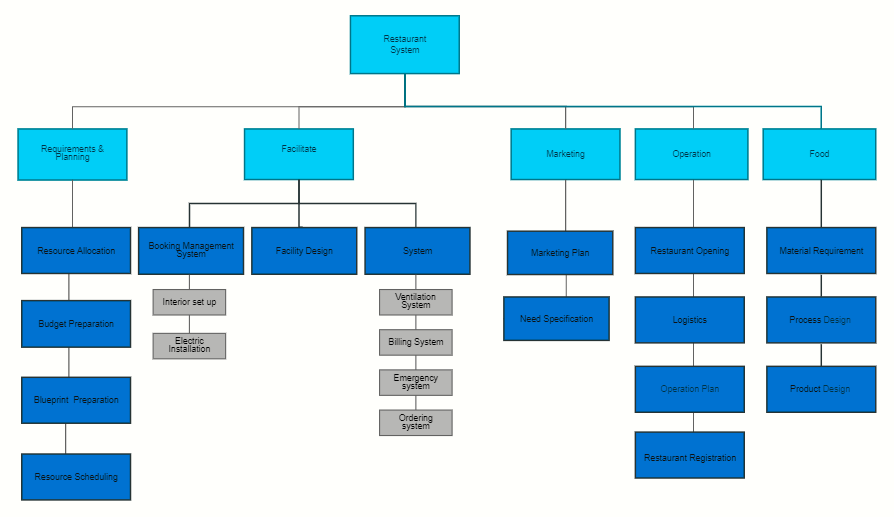 Restaurant
System
Requirements &
Planning
Facilitate
Marketing
Operation
Food
Resource Allocation
Booking Management
System
Facility Design
System
Marketing Plan
Restaurant Opening
Material Requirement
Interior set up
Ventilation
System
Budget Preparation
Need Specification
Logistics
Process Design
Electric
Installation
Billing System
Blueprint  Preparation
Emergency
system
Operation Plan
Product Design
Ordering
system
Resource Scheduling
Restaurant Registration